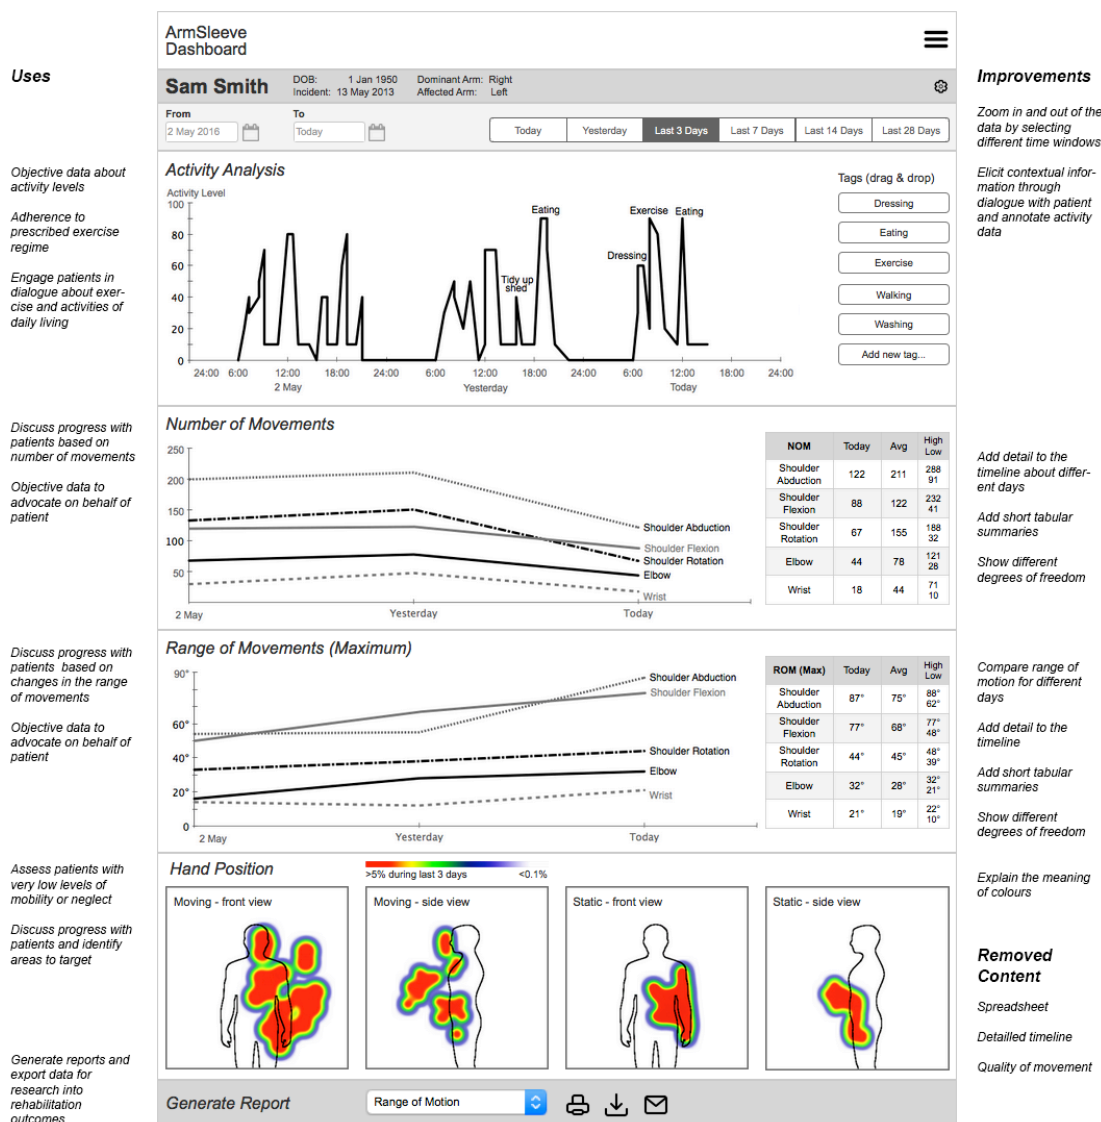 ArmSleeve
Dashboard
Uses
Sam Smith
DOB: 1 Jan 1950
Incident: 13 May 2013
Dominant Arm: Right
Affected Arm: Left
Improvements
From
2 May 2016
To
Today
Today
Yesterday
Last 3 Days
Last 7 Days
Last 14 Days
Last 28 Days
Zoom in and out of the
data by selecting
different time windows
Objective data about
activity levels
Adherence to
prescribed exercise
regime
Engage patients in
dialogue about exer-
cise and activities of
daily living
Activity Analysis
Activity Level
100
80
60
40
20
0
Eating
Exercise
Eating
Dressing
Tidy up
shed
24:00 6:00 12:00 18:00 24:00 6:00 12:00 18:00 24:00 6:00 12:00 18:00 24:00
2 May
Yesterday
Today
Tags (drag & drop)
Dressing
Eating
Exercise
Walking
Washing
Add new tag...
Elicit contextual infor-
mation through
dialogue with patient
and annotate activity
data
Discuss progress with
patients based on
number of movements
Objective data to
advocate on behalf of
patient
Number of Movements
250
200
150
100
50
Shoulder Abduction
Shoulder Flexion
Shoulder Rotation
Elbow
Wrist
2 May
Yesterday
Today
NOM Today Avg High
Low
Shoulder
Abduction 122 211 288
91
Shoulder
Flexion 88 122 232
41
Shoulder
Rotation 67 155 188
32
Elbow 44 78 121
28
Wrist 18 44 71
10
Add detail to the
timeline about differ-
ent days
Add short tabular
summaries
Show different
degrees of freedom
Discuss progress with
patients based on
changes in the range
of movements
Objective data to
advocate on behalf of
patient
Range of Movements (Maximum)
90°
60°
40°
20°
0
Shoulder Abduction
Shoulder Flexion
Shoulder Rotation
Elbow
Wrist
2 May
Yesterday
Today
ROM (Max) Today Avg High
Low
Shoulder
Abduction 87° 75° 88°
62°
Shoulder
Flexion 77° 68° 77°
48°
Shoulder
Rotation 44° 45° 48°
39°
Elbow 32° 28° 32°
21°
Wrist 21° 19° 22°
10°
Compare range of
motion for different
days
Add detail to the
timeline
Add short tabular
summaries
Show different
degrees of freedom
Assess patients with
very low levels of
mobility or neglect
Discuss progress with
patients and identify
areas to target
Hand Position
>5% during last 3 days
<0.1%
Moving - front view
Moving - side view
Static - front view
Static - side view
Explain the meaning
of colours
Removed
Content
Spreadsheet
Detailled timeline
Quality of movement
Generate reports and
export data for
research into
rehabilitation
outcomes
Generate Report
Range of Motion